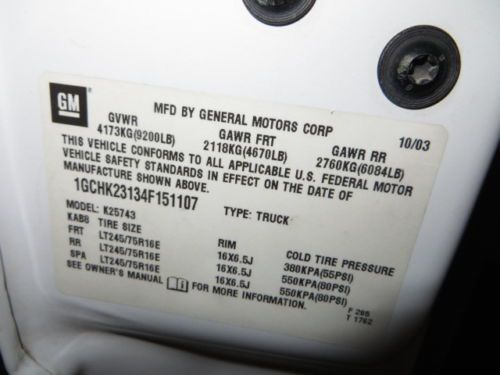 GM
MFD BY GENERAL MOTORS CORP 10/03
GVWR GAWR FRT GAWR RR
4173KG(9200LB) 2118KG(4670LB) 2760KG(6084LB)
THIS VEHICLE CONFORMS TO ALL APPLICABLE U.S. FEDERAL MOTOR
VEHICLE SAFETY STANDARDS IN EFFECT ON THE DATE OF
MANUFACTURE SHOWN ABOVE.
1GCHK23134F151107 TYPE: TRUCK
MODEL: K25743
KABB TIRE SIZE RIM COLD TIRE PRESSURE
FRT LT245/75R16E 16X6.5J 380KPA(55PSI)
RR LT245/75R16E 16X6.5J 550KPA(80PSI)
SPA LT245/75R16E 16X6.5J 550KPA(80PSI)
SEE OWNER'S MANUAL FOR MORE INFORMATION.
F 266
T 1762